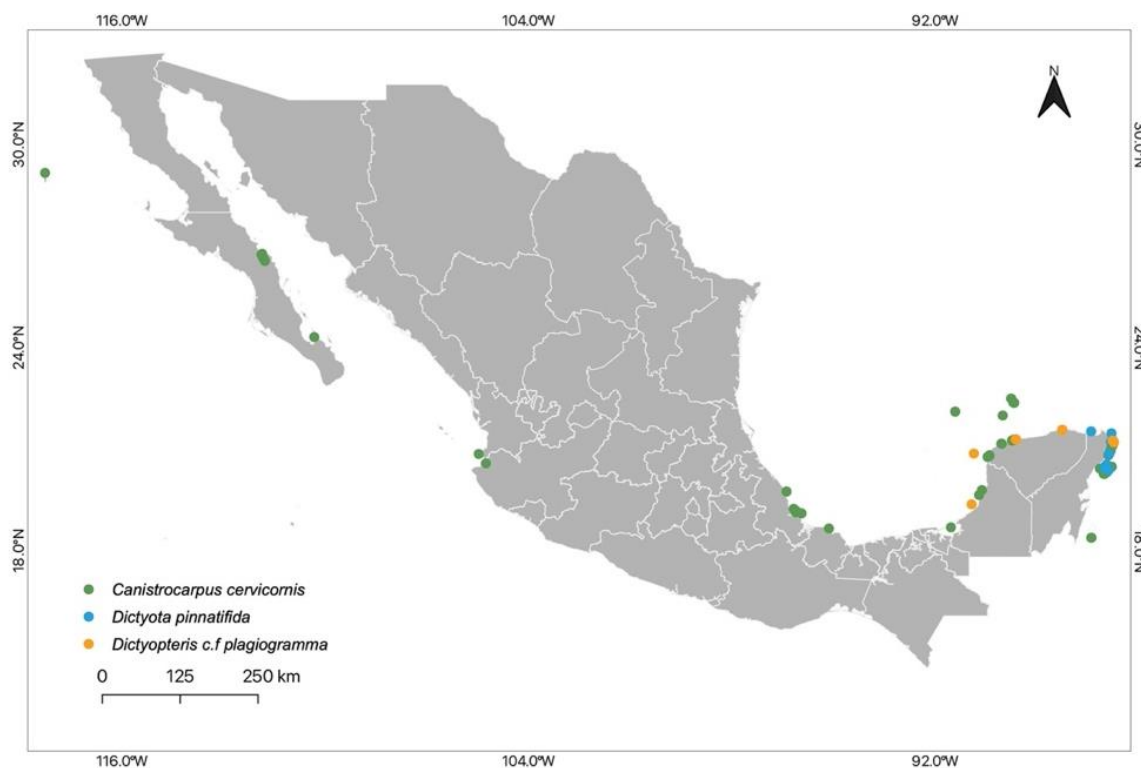 116.0°W 104.0°W 92.0°W
N
30.0°N 30.0°N
24.0°N 24.0°N
18.0°N 18.0°N
Canistrocarpus cervicornis
Dictyota pinnatifida
Dictyopteris c.f plagiogramma
0 125 250 km
116.0°W 104.0°W 92.0°W